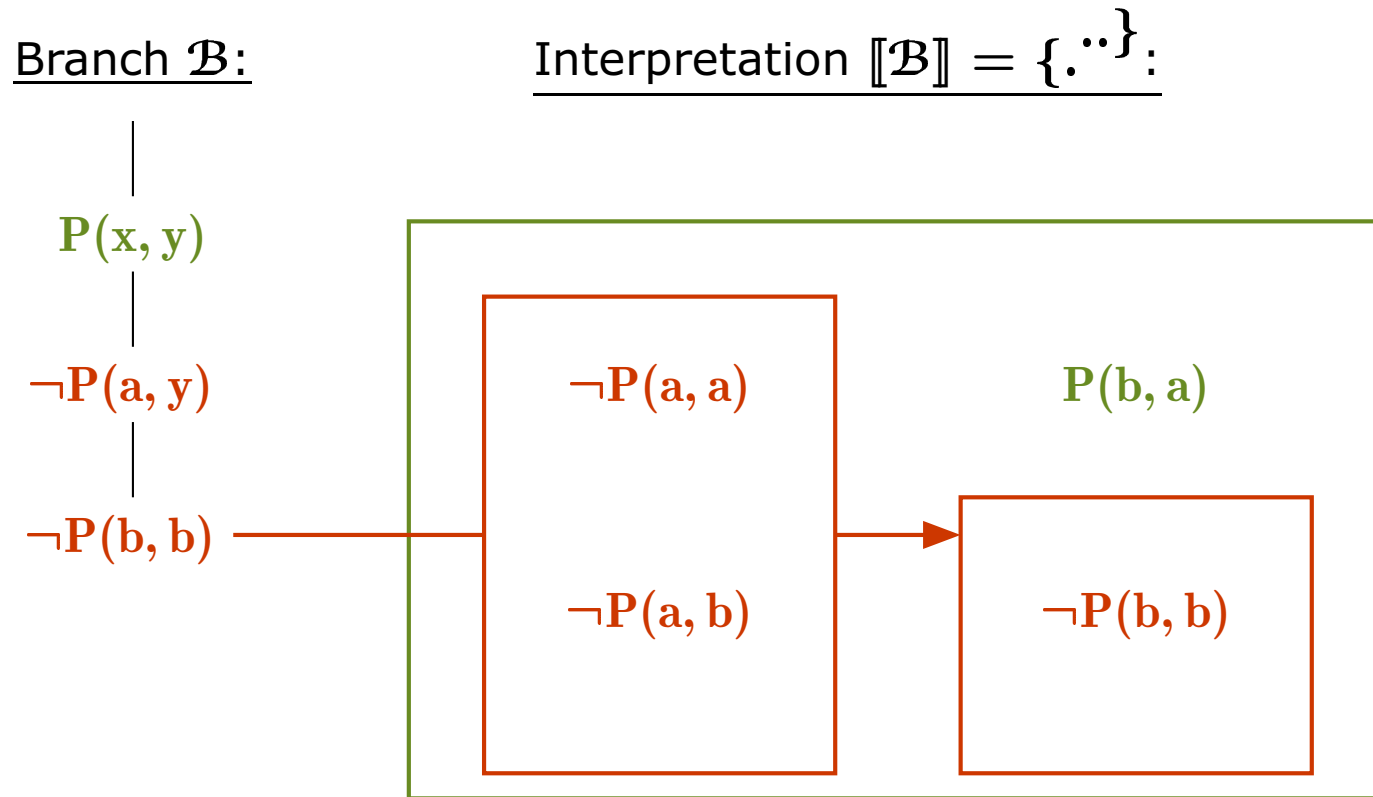 Branch ℬ: Interpretation ⟦ℬ⟧ = {...}:
P(x, y)
¬P(a, y) ¬P(a, a) P(b, a)
¬P(b, b)
¬P(a, b) ¬P(b, b)